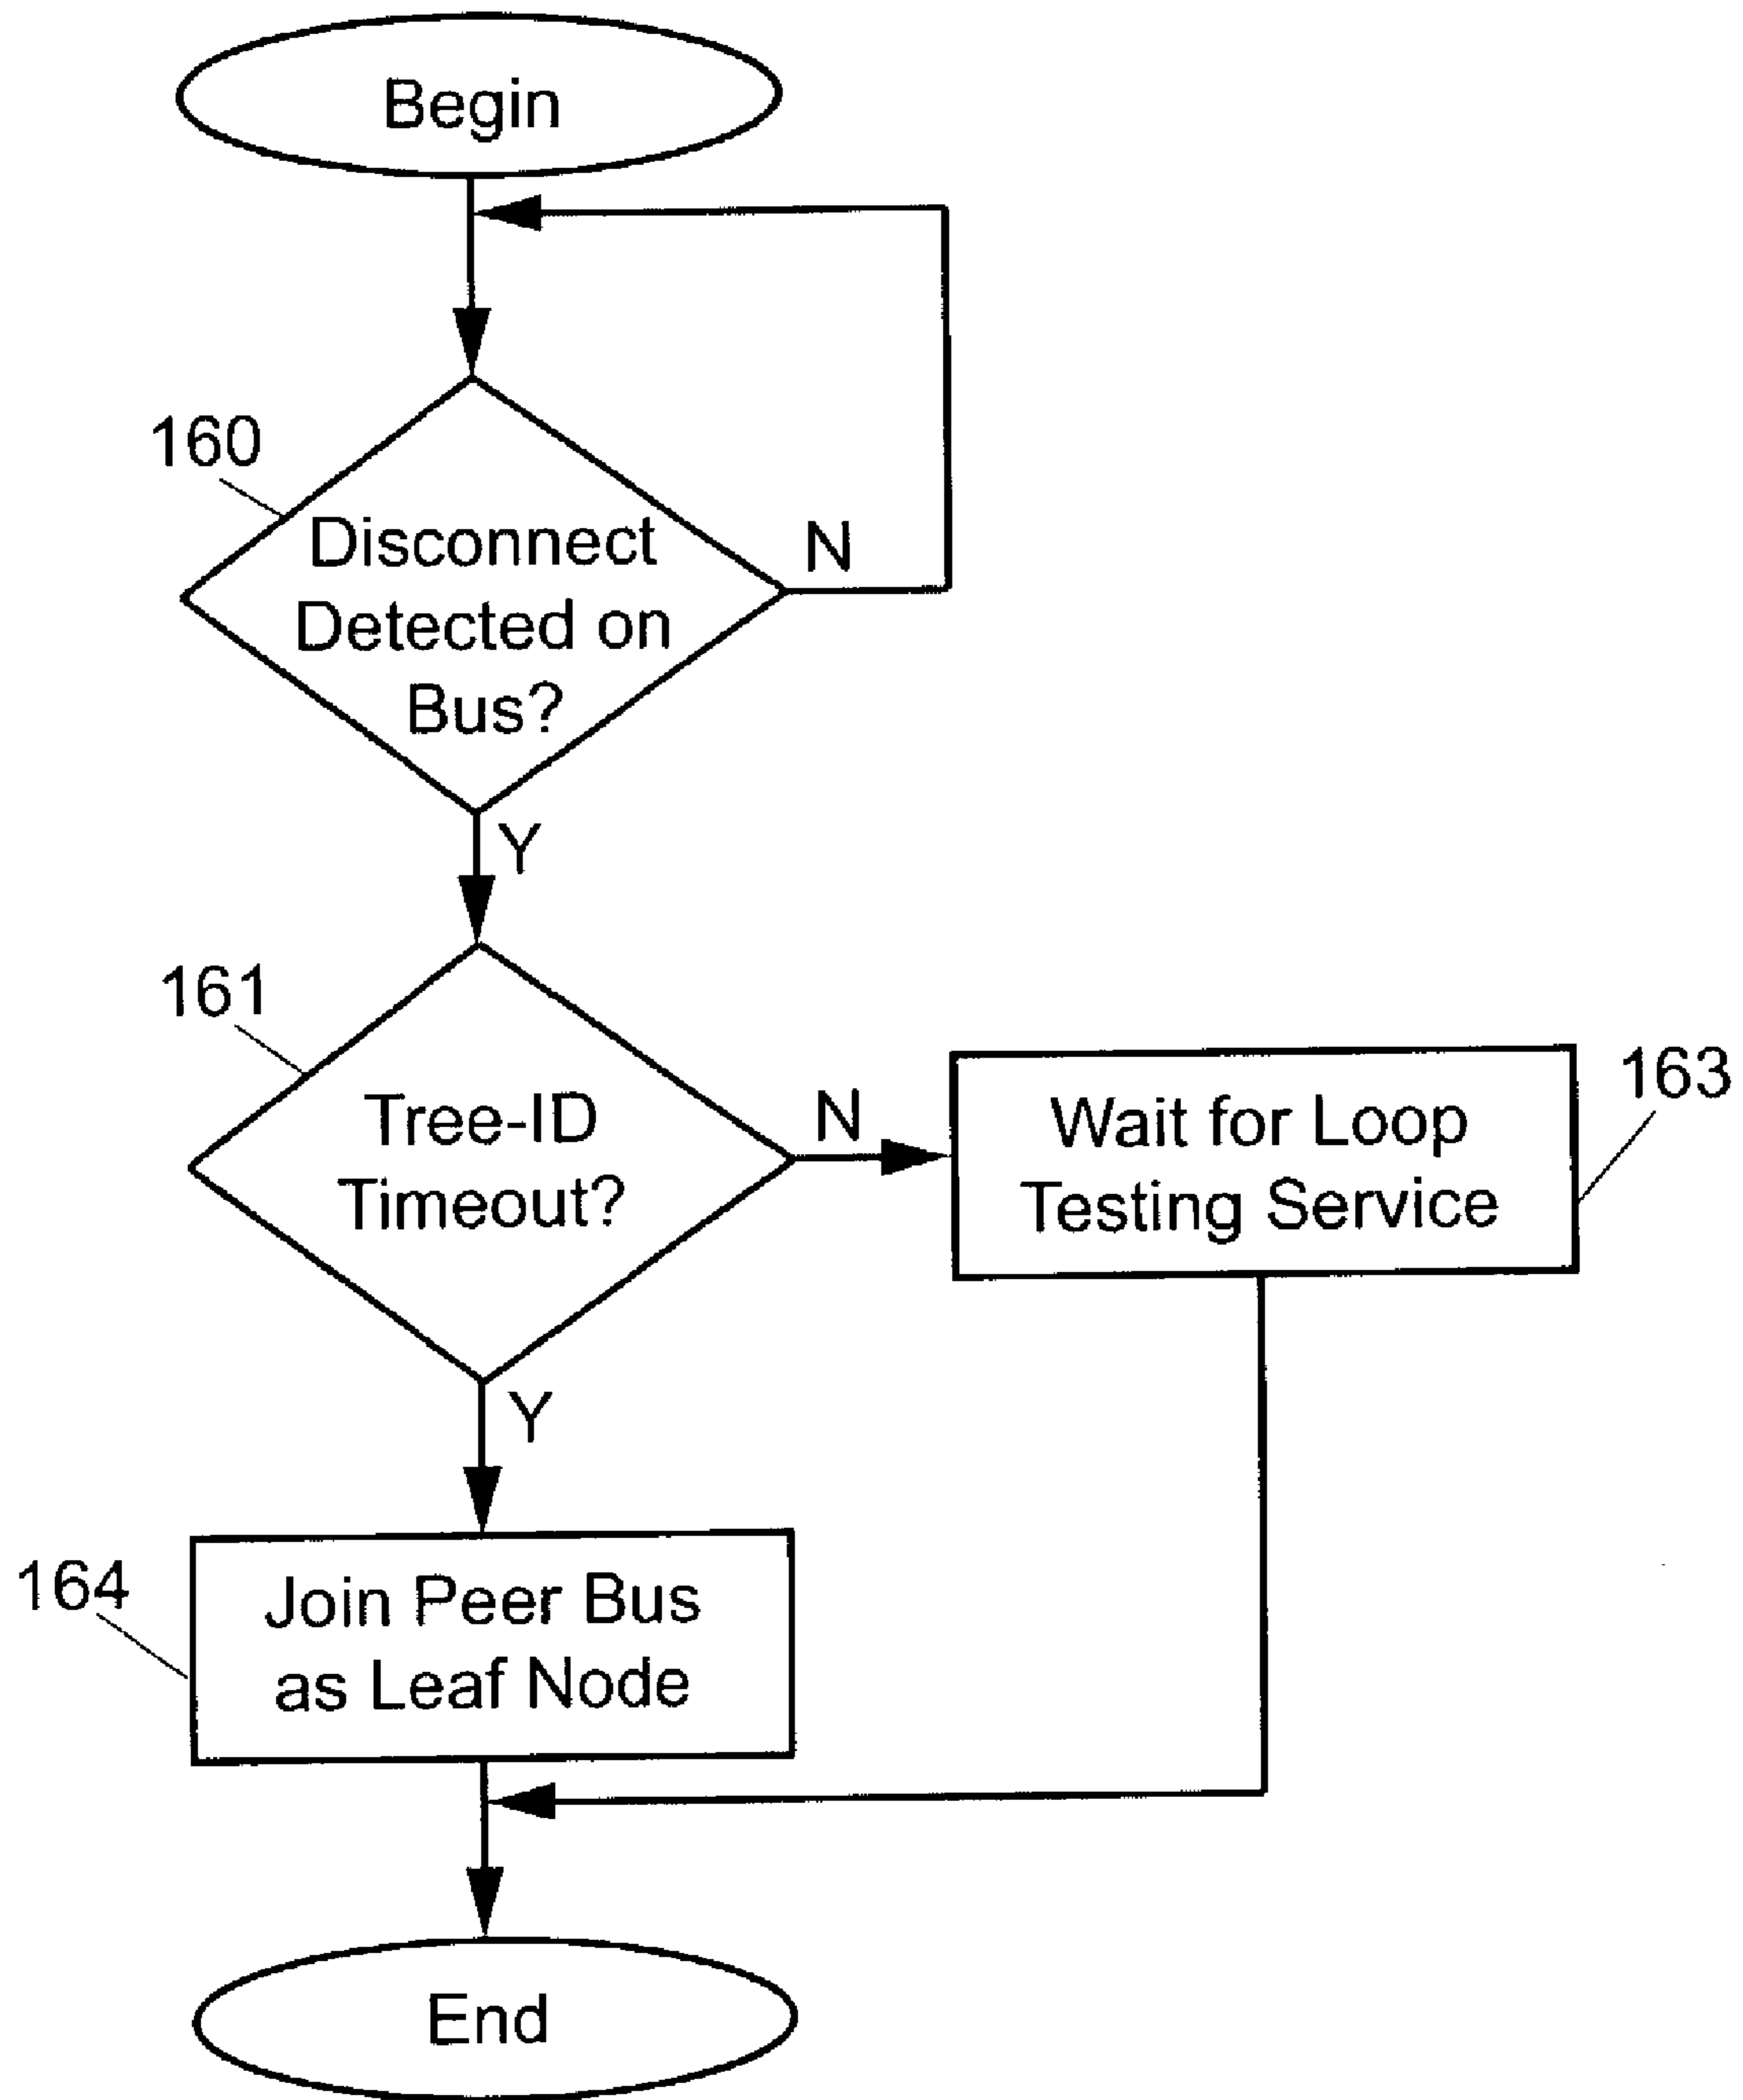 Begin
160
Disconnect
Detected on
Bus?
N
Y
161
Tree-ID
Timeout?
N
Wait for Loop
Testing Service
163
Y
164
Join Peer Bus
as Leaf Node
End